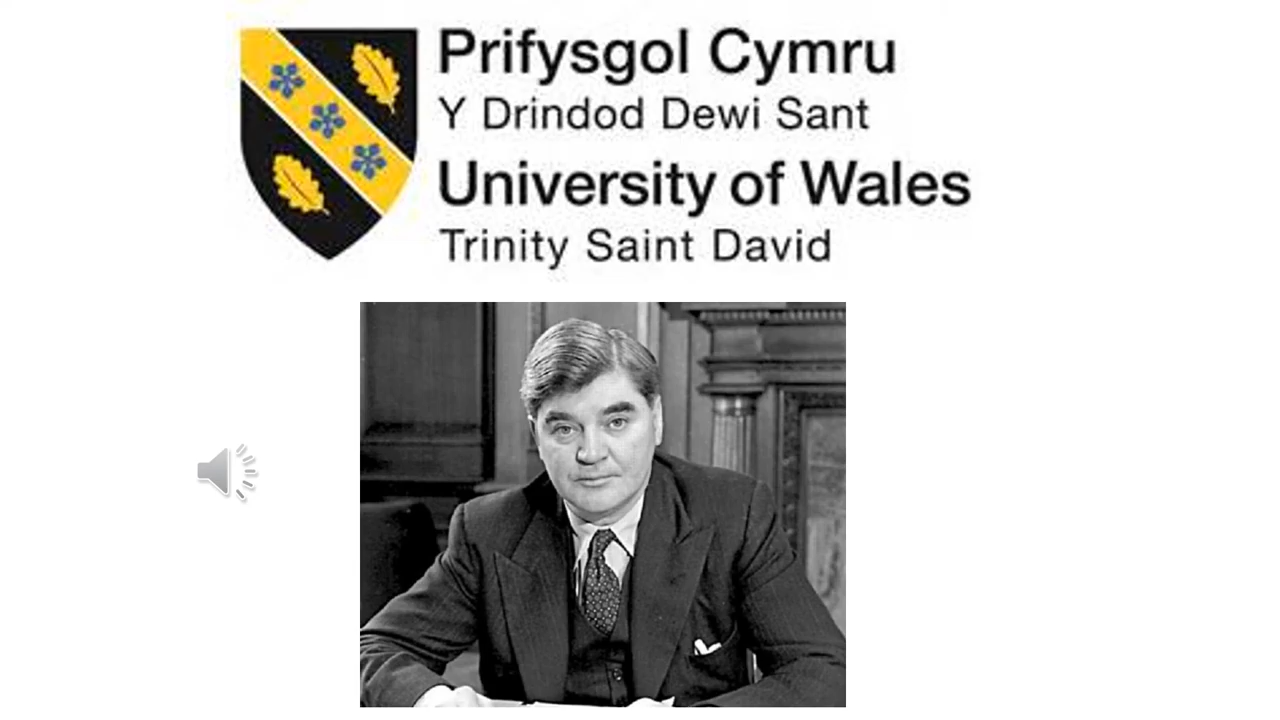 Prifysgol Cymru
Y Drindod Dewi Sant
University of Wales
Trinity Saint David